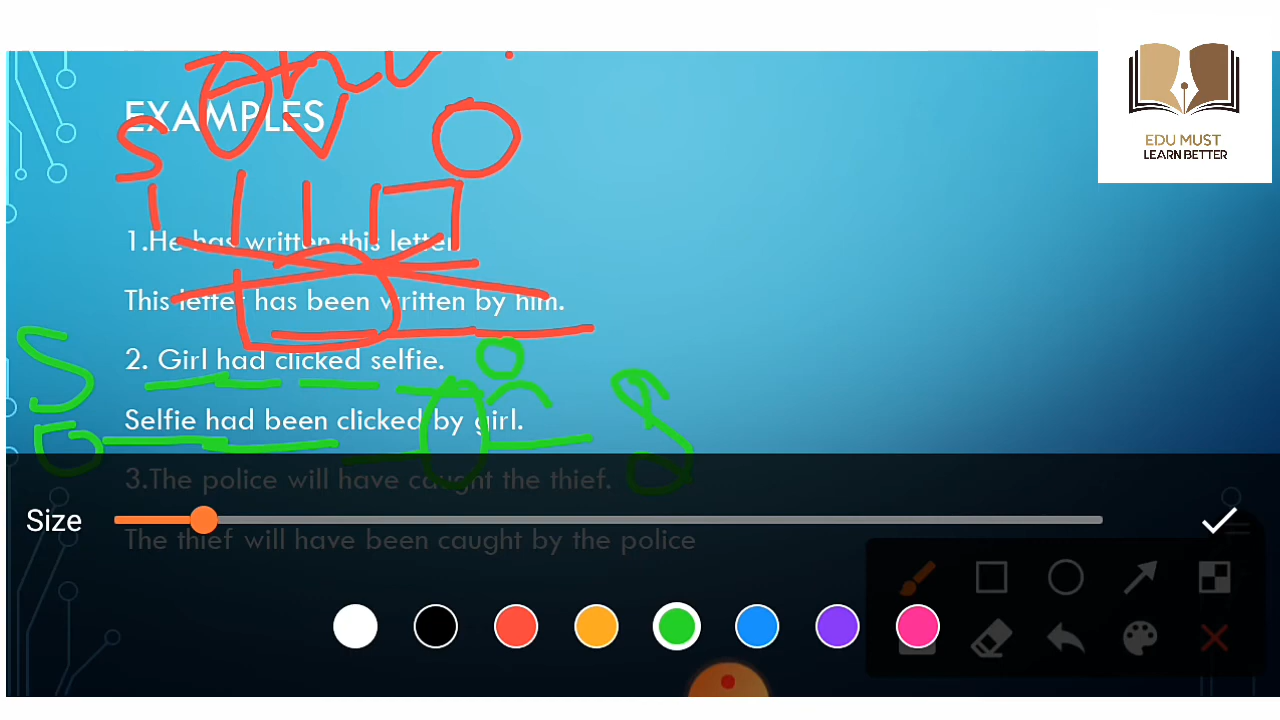 EXAMPLES
EDU MUST
LEARN BETTER
S
O
1.He has written this letter
This letter has been written by him.
S
2. Girl had clicked selfie.
O
Selfie had been clicked by girl.
3.The police will have caught the thief.
Size
The thief will have been caught by the police